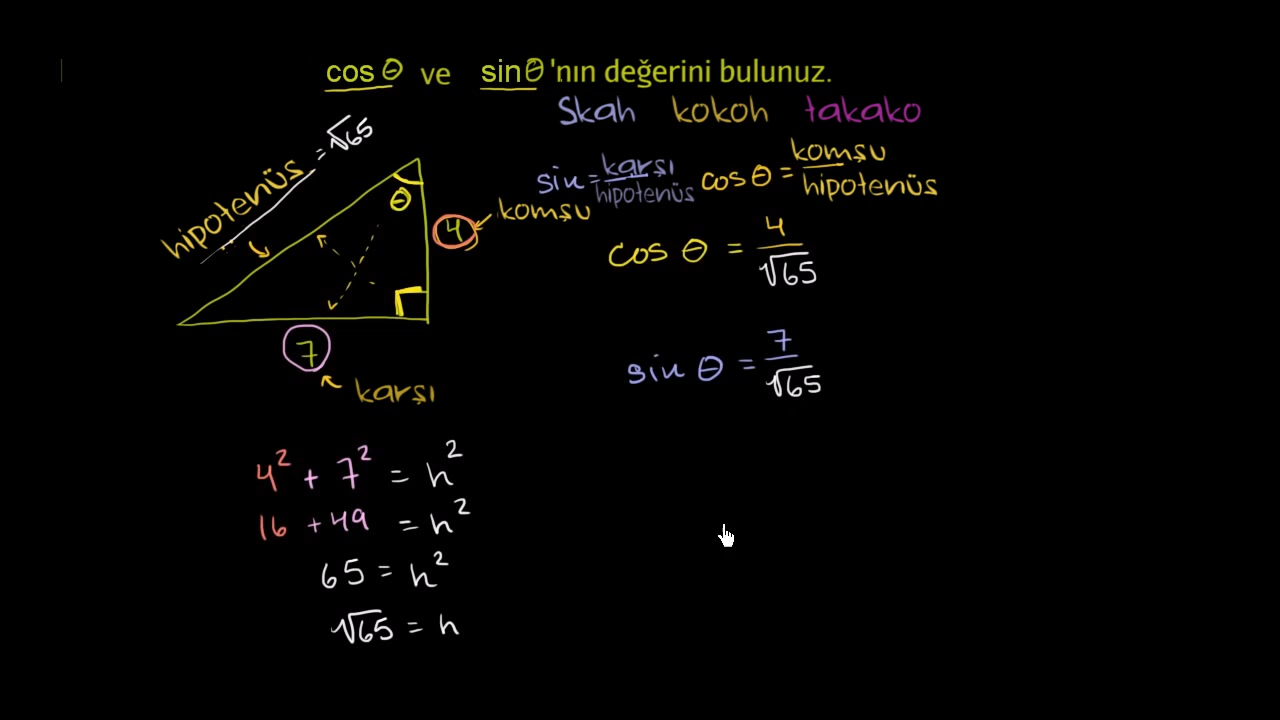 cos θ ve sin θ'nın değerini bulunuz.
Skah kokoh takako
hipotenüs = √65
sin = karşı / hipotenüs
cos θ = komşu / hipotenüs
θ
4
komşu
cos θ = 4 / √65
7
karşı
sin θ = 7 / √65
4² + 7² = h²
16 + 49 = h²
65 = h²
√65 = h